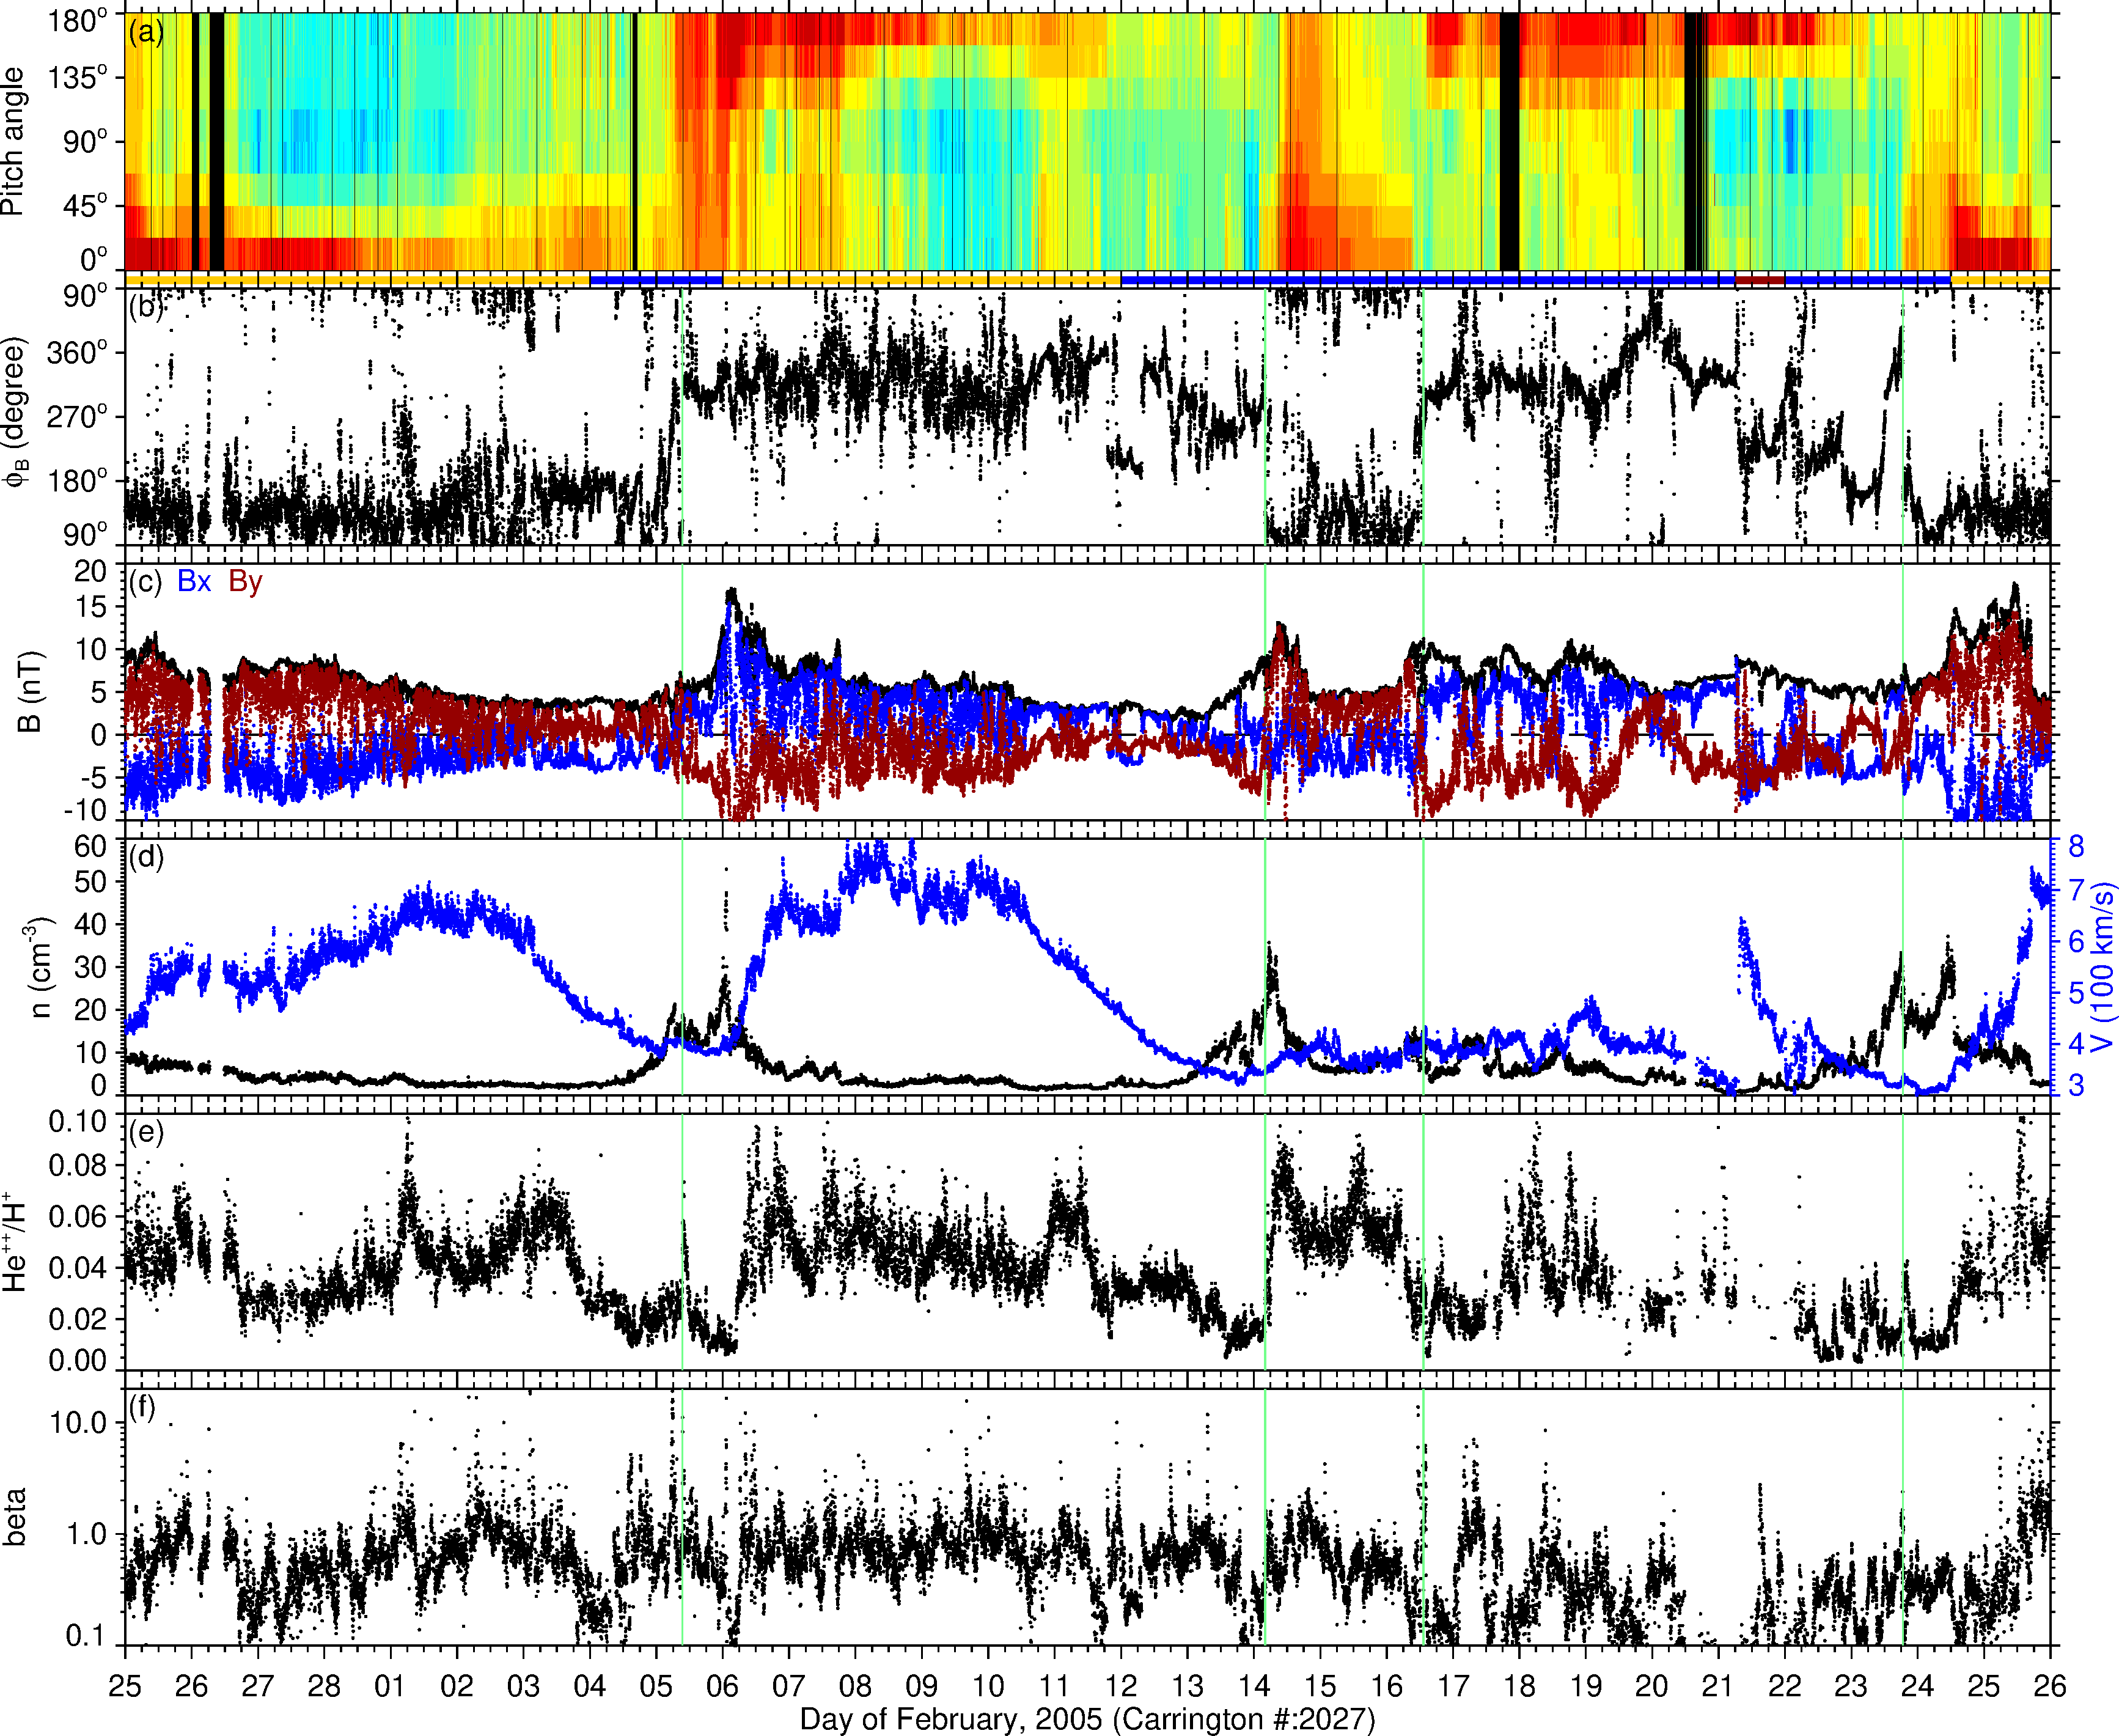 180°
135°
90°
45°
0°
Pitch angle
(a)
90°
360°
270°
180°
90°
ϕB (degree)
(b)
20
15
10
5
0
-5
-10
B (nT)
(c) Bx By
60
50
40
30
20
10
0
n (cm-3)
(d)
8
7
6
5
4
3
V (100 km/s)
0.10
0.08
0.06
0.04
0.02
0.00
He++/H+
(e)
10.0
1.0
0.1
beta
(f)
25 26 27 28 01 02 03 04 05 06 07 08 09 10 11 12 13 14 15 16 17 18 19 20 21 22 23 24 25 26
Day of February, 2005 (Carrington #:2027)